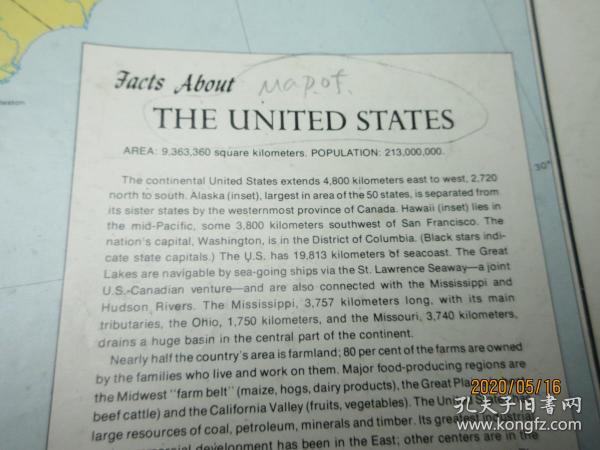 Facts About map of.
THE UNITED STATES
AREA: 9,363,360 square kilometers. POPULATION: 213,000,000.
The continental United States extends 4,800 kilometers east to west, 2,720
north to south. Alaska (inset), largest in area of the 50 states, is separated from
its sister states by the westernmost province of Canada. Hawaii (inset) lies in
the mid-Pacific, some 3,800 kilometers southwest of San Francisco. The
nation's capital, Washington, is in the District of Columbia. (Black stars indi-
cate state capitals.) The U.S. has 19,813 kilometers of seacoast. The Great
Lakes are navigable by sea-going ships via the St. Lawrence Seaway—a joint
U.S.-Canadian venture—and are also connected with the Mississippi and
Hudson Rivers. The Mississippi, 3,757 kilometers long, with its main
tributaries, the Ohio, 1,750 kilometers, and the Missouri, 3,740 kilometers,
drains a huge basin in the central part of the continent.
Nearly half the country's area is farmland; 80 per cent of the farms are owned
by the families who live and work on them. Major food-producing regions are
the Midwest "farm belt" (maize, hogs, dairy products), the Great Pla
beef cattle) and the California Valley (fruits, vegetables). The United
large resources of coal, petroleum, minerals and timber. Its greatest industrial
development has been in the East; other centers are in the
30°
2020/05/16
孔夫子旧书网
www.kongfz.com